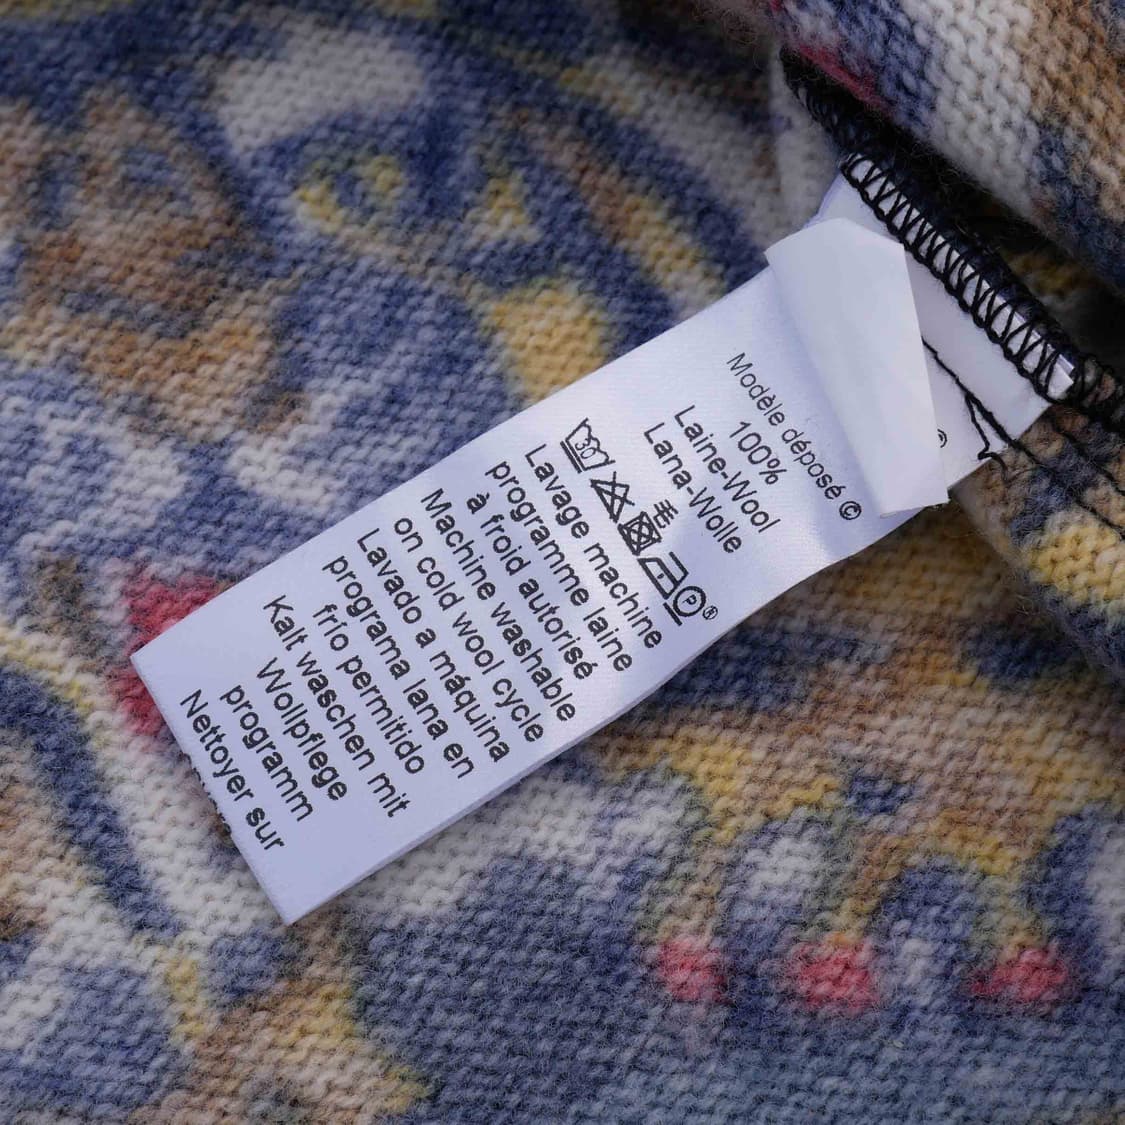 Modèle déposé ©
100%
Laine-Wool
Lana-Wolle
30
P
Lavage machine
programme laine
à froid autorisé
Machine washable
on cold wool cycle
Lavado a máquina
programa lana en
frio permitido
Kalt waschen mit
Wollpflege
programm
Nettoyer sur